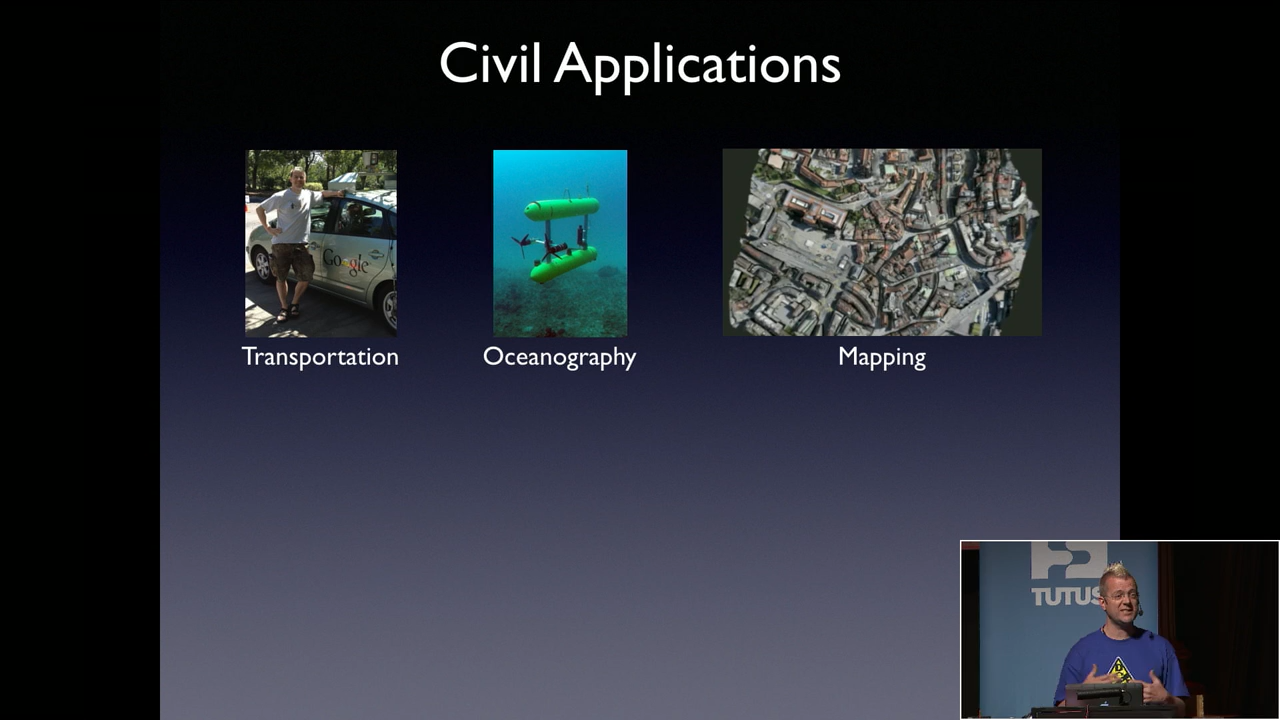 Civil Applications
Google
Transportation
Oceanography
Mapping
TUTUS